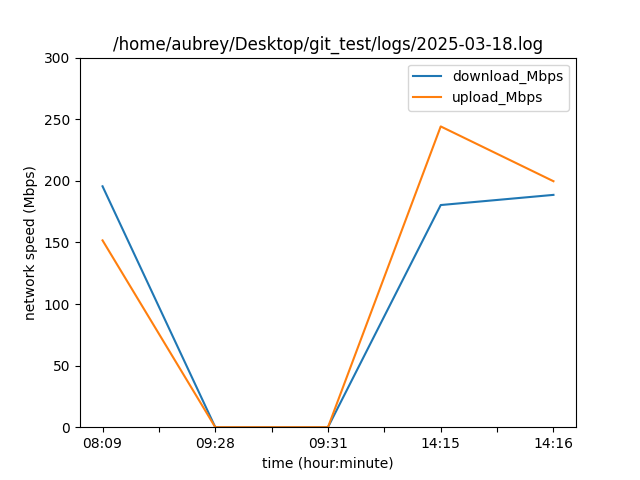 /home/aubrey/Desktop/git_test/logs/2025-03-18.log
download_Mbps
upload_Mbps
300
250
200
150
100
50
0
network speed (Mbps)
08:09 09:28 09:31 14:15 14:16
time (hour:minute)